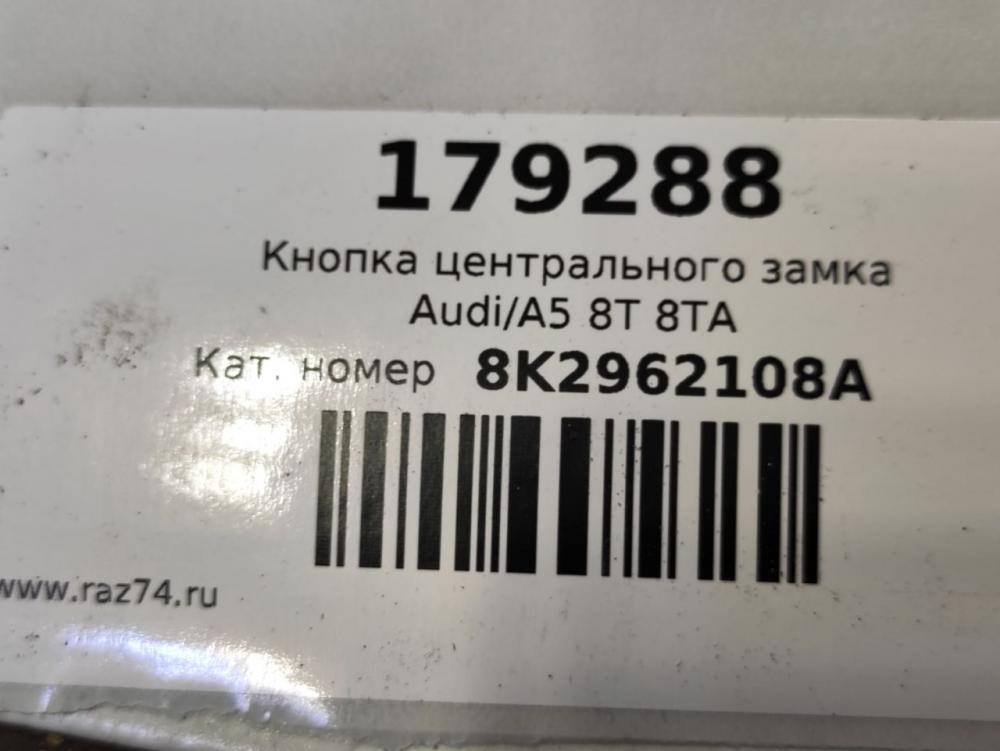 179288
Кнопка центрального замка
Audi/A5 8T 8TA
Кат. номер 8K2962108A
www.raz74.ru